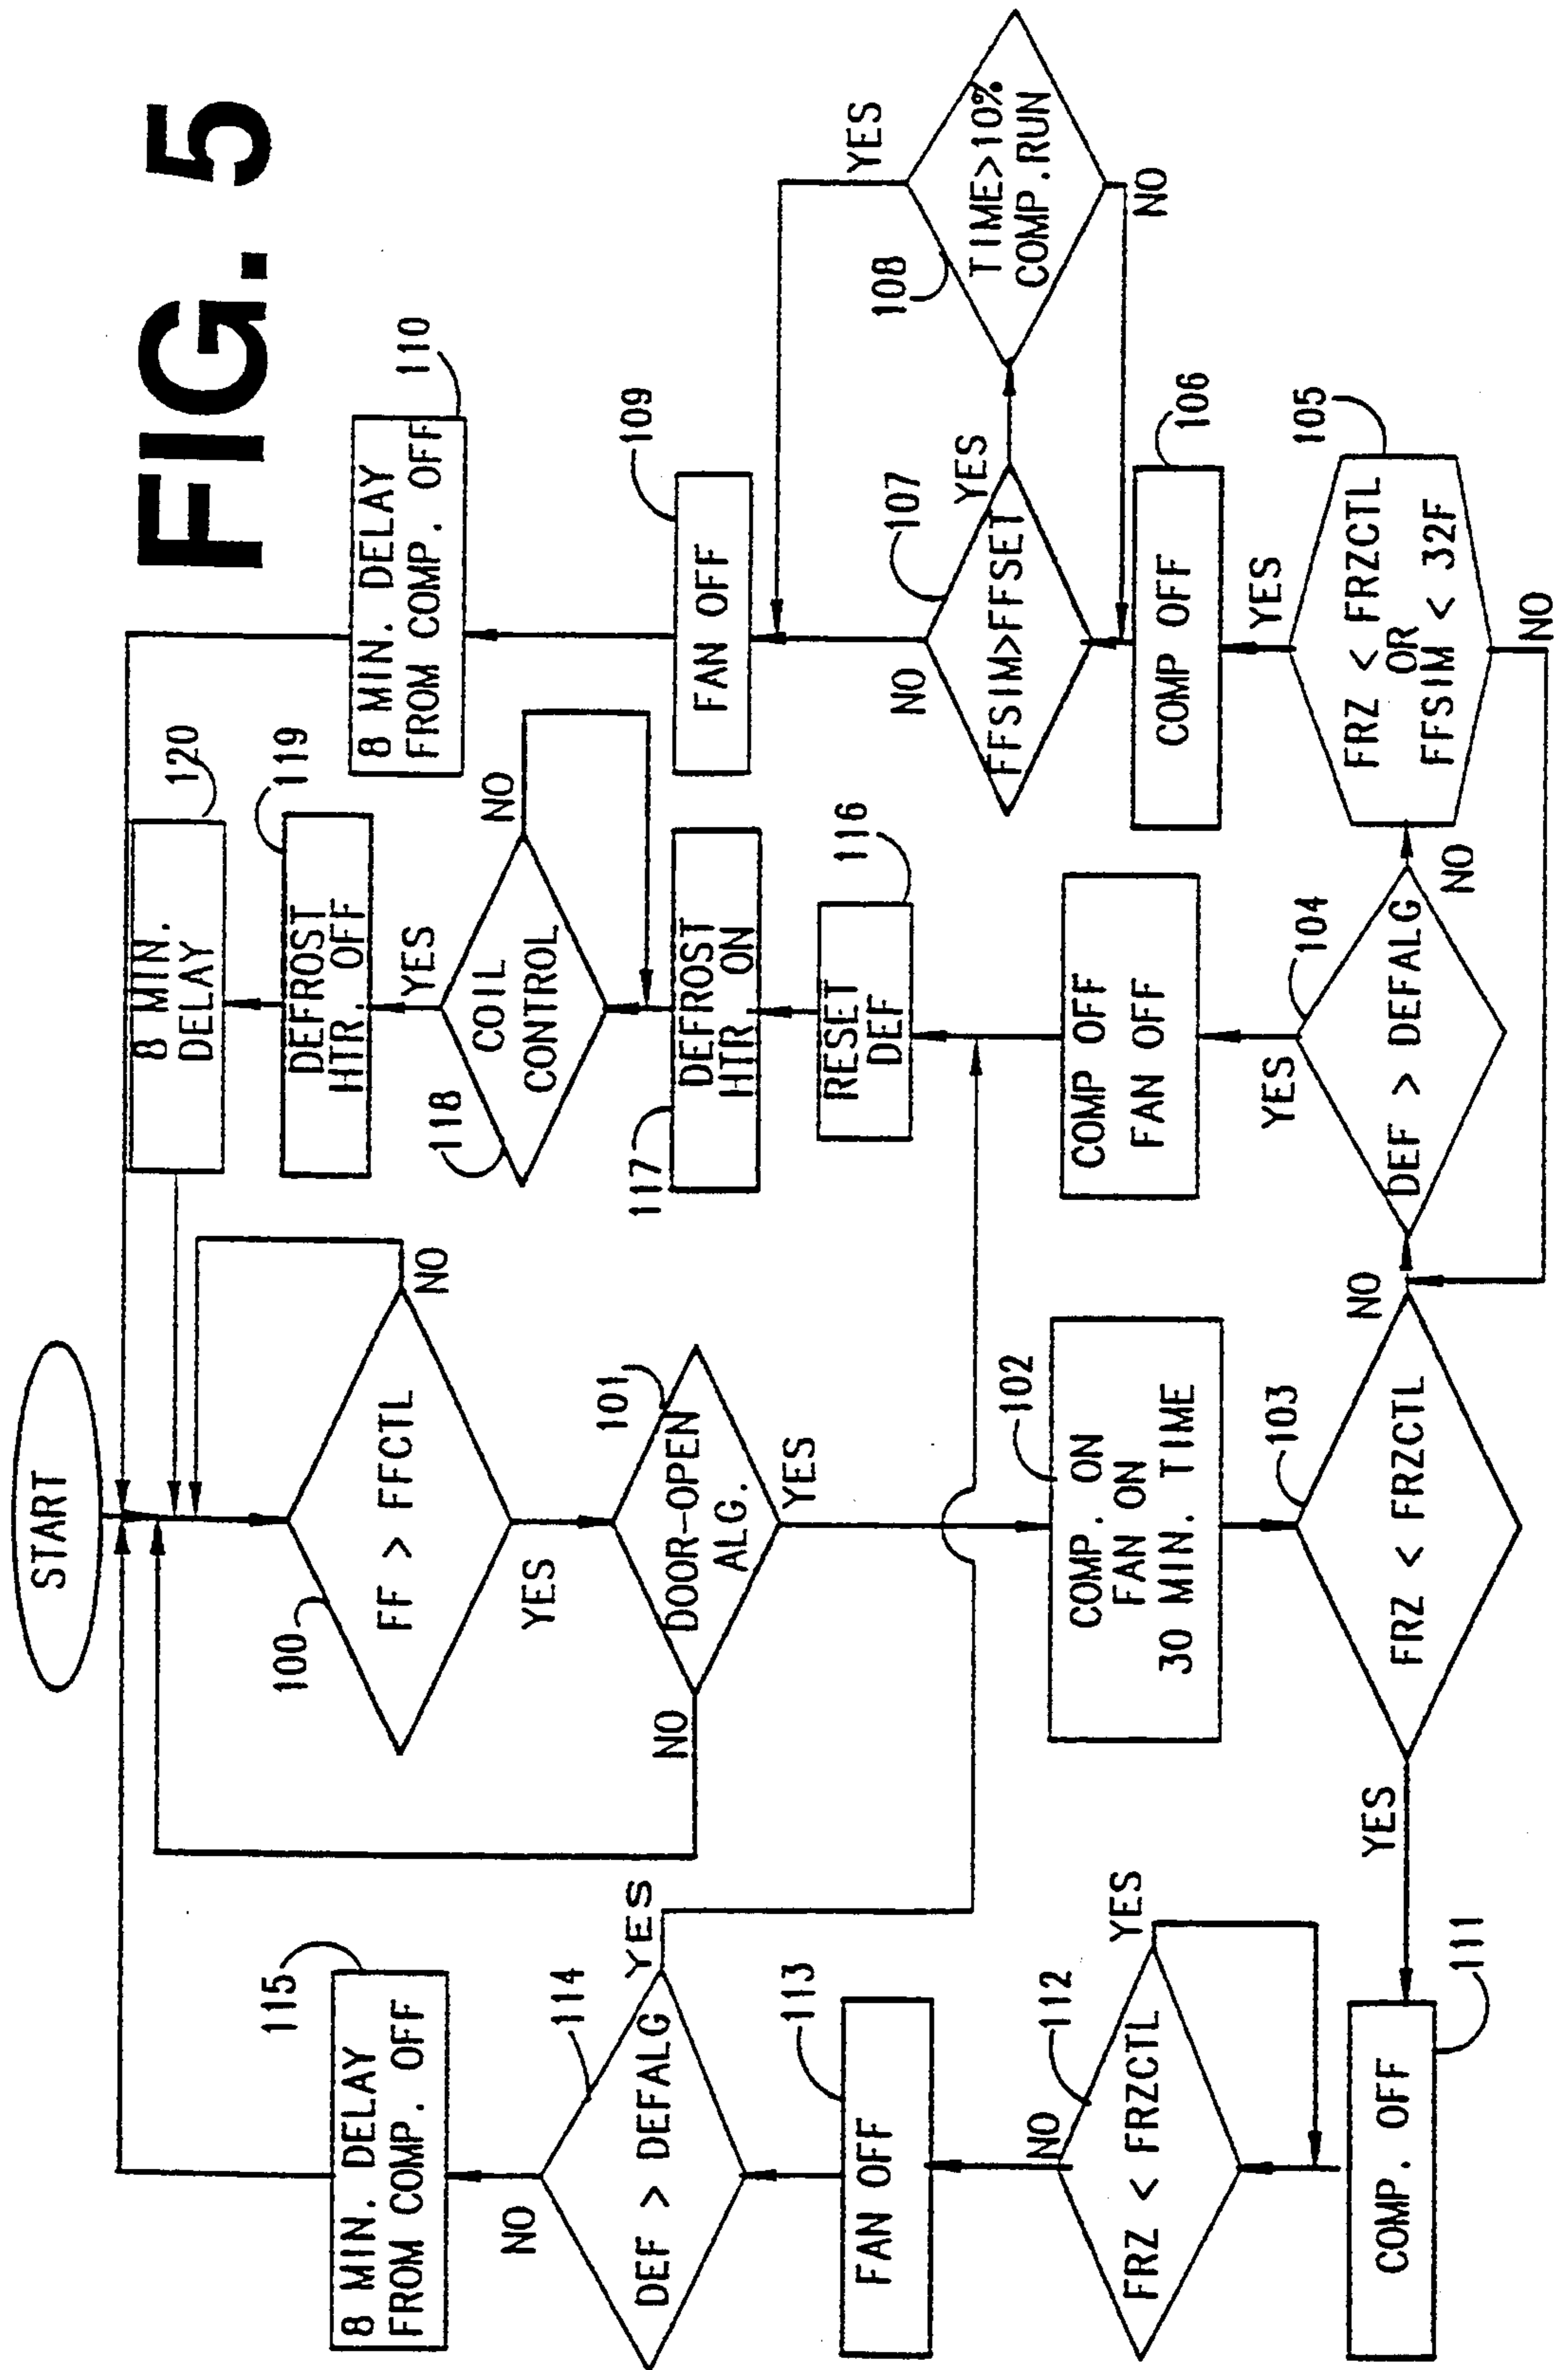 FIG. 5
START
100
FF > FFCTL
NO
YES
101
DOOR-OPEN
ALG.
NO
YES
102
COMP. ON
FAN ON
30 MIN. TIME
103
FRZ < FRZCTL
YES
NO
111
COMP. OFF
112
FRZ < FRZCTL
YES
NO
113
FAN OFF
114
DEF > DEFALG
YES
NO
115
8 MIN. DELAY
FROM COMP. OFF
104
DEF > DEFALG
YES
NO
COMP OFF
FAN OFF
116
RESET
DEF
117
DEFROST
HTR ON
118
COIL
CONTROL
NO
YES
119
DEFROST
HTR. OFF
120
8 MIN.
DELAY
105
FRZ < FRZCTL
OR
FFSIM < 32F
YES
NO
106
COMP OFF
107
FFSIM>FFSET
YES
NO
108
TIME>10%
COMP.RUN
YES
NO
109
FAN OFF
110
8 MIN. DELAY
FROM COMP. OFF